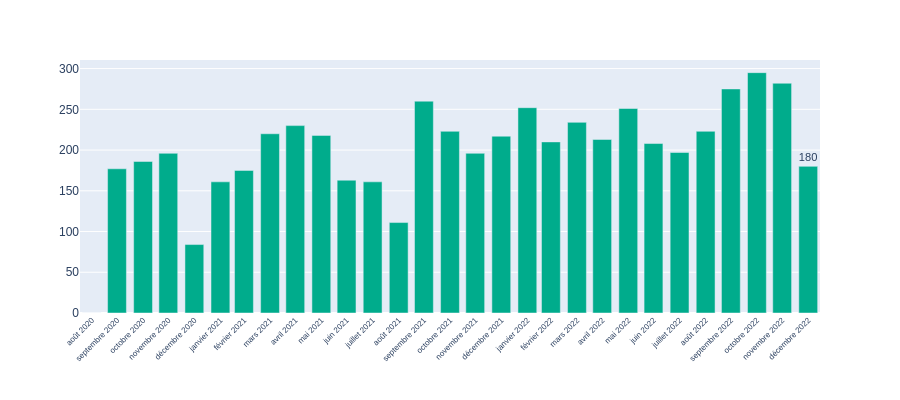 300
250
200
150
100
50
0
180
août 2020
septembre 2020
octobre 2020
novembre 2020
décembre 2020
janvier 2021
février 2021
mars 2021
avril 2021
mai 2021
juin 2021
juillet 2021
août 2021
septembre 2021
octobre 2021
novembre 2021
décembre 2021
janvier 2022
février 2022
mars 2022
avril 2022
mai 2022
juin 2022
juillet 2022
août 2022
septembre 2022
octobre 2022
novembre 2022
décembre 2022